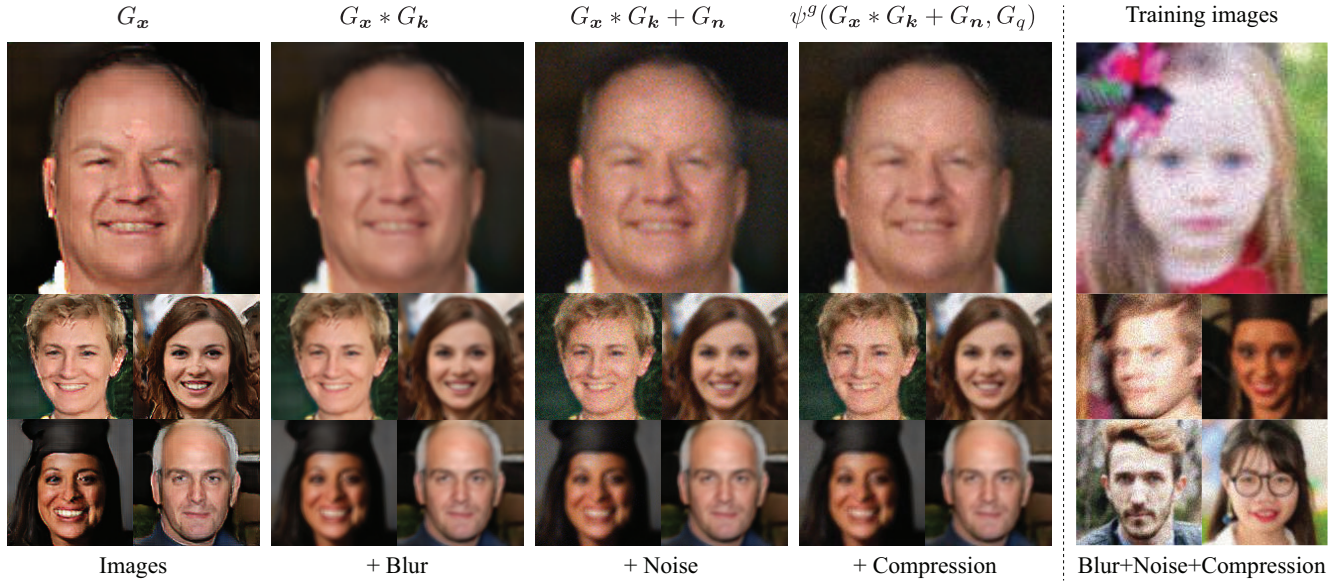 G_x
G_x ∗ G_k
G_x ∗ G_k + G_n
ψ^g(G_x ∗ G_k + G_n, G_q)
Training images
Images
+ Blur
+ Noise
+ Compression
Blur+Noise+Compression